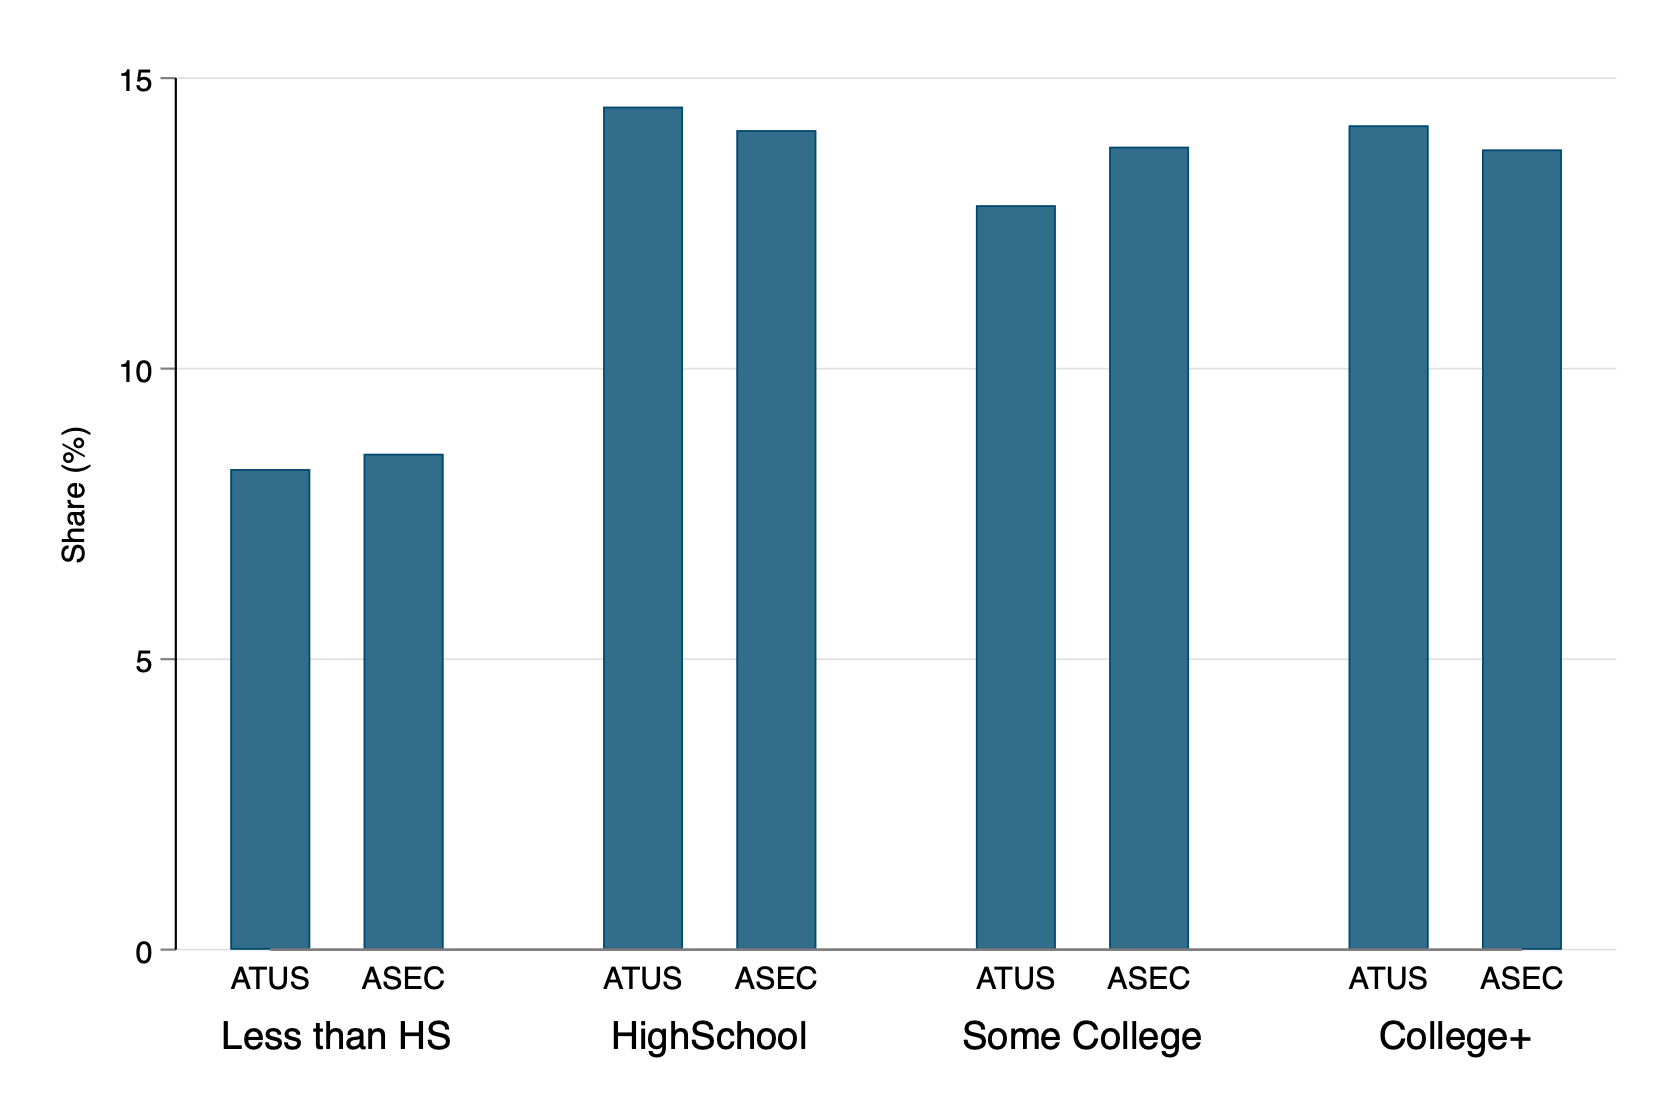 15
10
5
0
Share (%)
ATUS ASEC ATUS ASEC ATUS ASEC ATUS ASEC
Less than HS HighSchool Some College College+